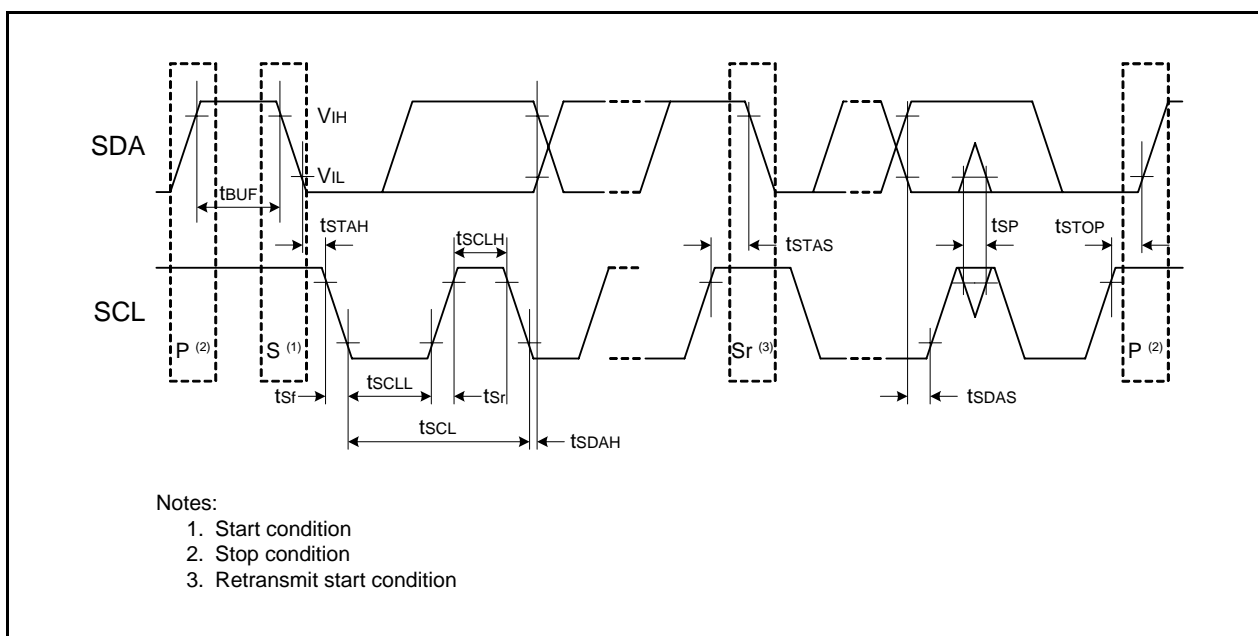 VIH
SDA
VIL
tBUF
tSTAH
tSCLH
tSTAS
tSP
tSTOP
SCL
P (2)
S (1)
Sr (3)
P (2)
tSf
tSCLL
tSr
tSDAS
tSCL
tSDAH
Notes:
1. Start condition
2. Stop condition
3. Retransmit start condition